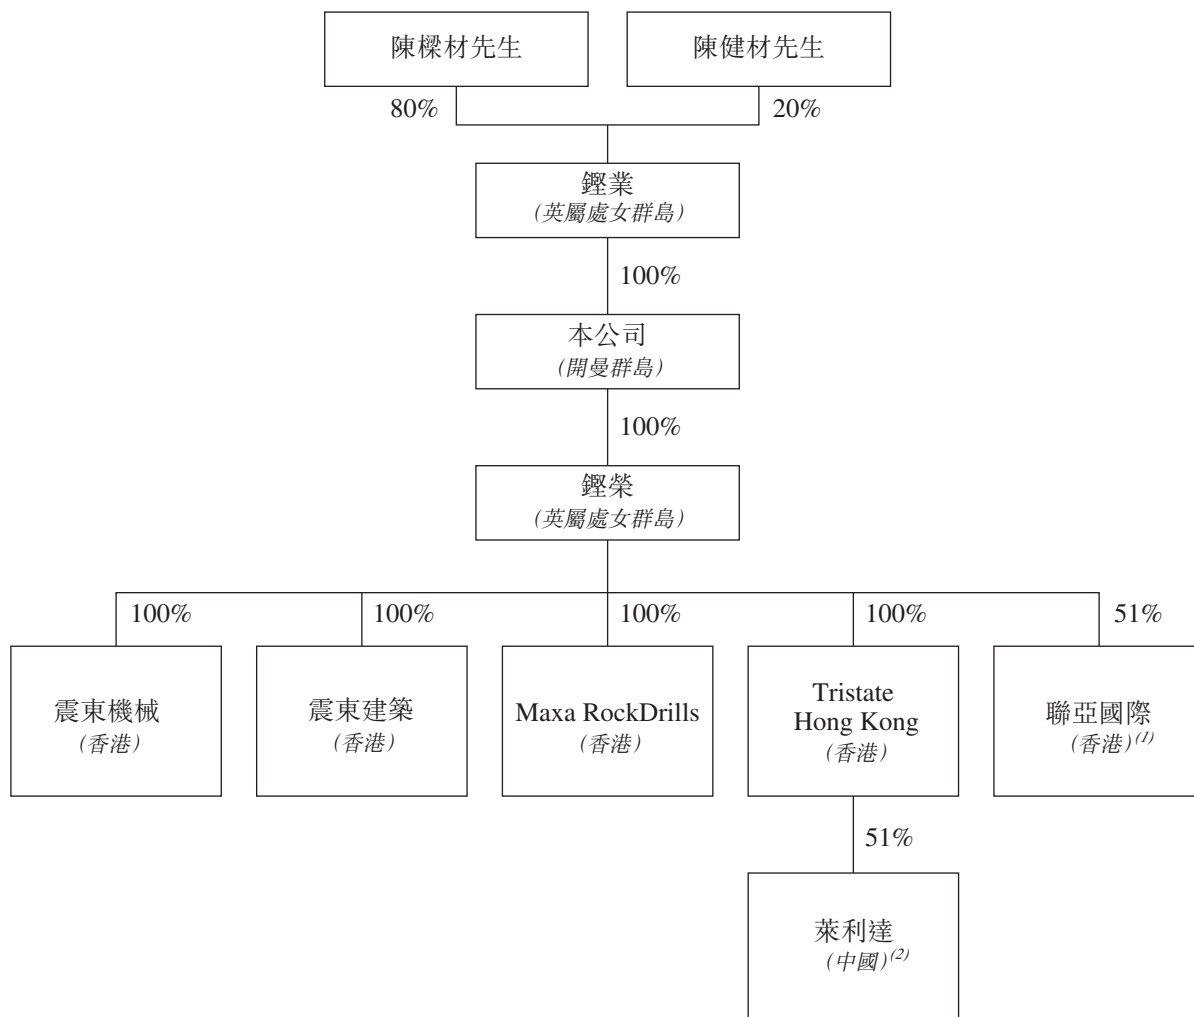 陳樑材先生
陳健材先生
80%
20%
鏗業
(英屬處女群島)
100%
本公司
(開曼群島)
100%
鏗榮
(英屬處女群島)
100%
100%
100%
100%
51%
震東機械
(香港)
震東建築
(香港)
Maxa RockDrills
(香港)
Tristate
Hong Kong
(香港)
聯亞國際
(香港)(1)
51%
萊利達
(中國)(2)